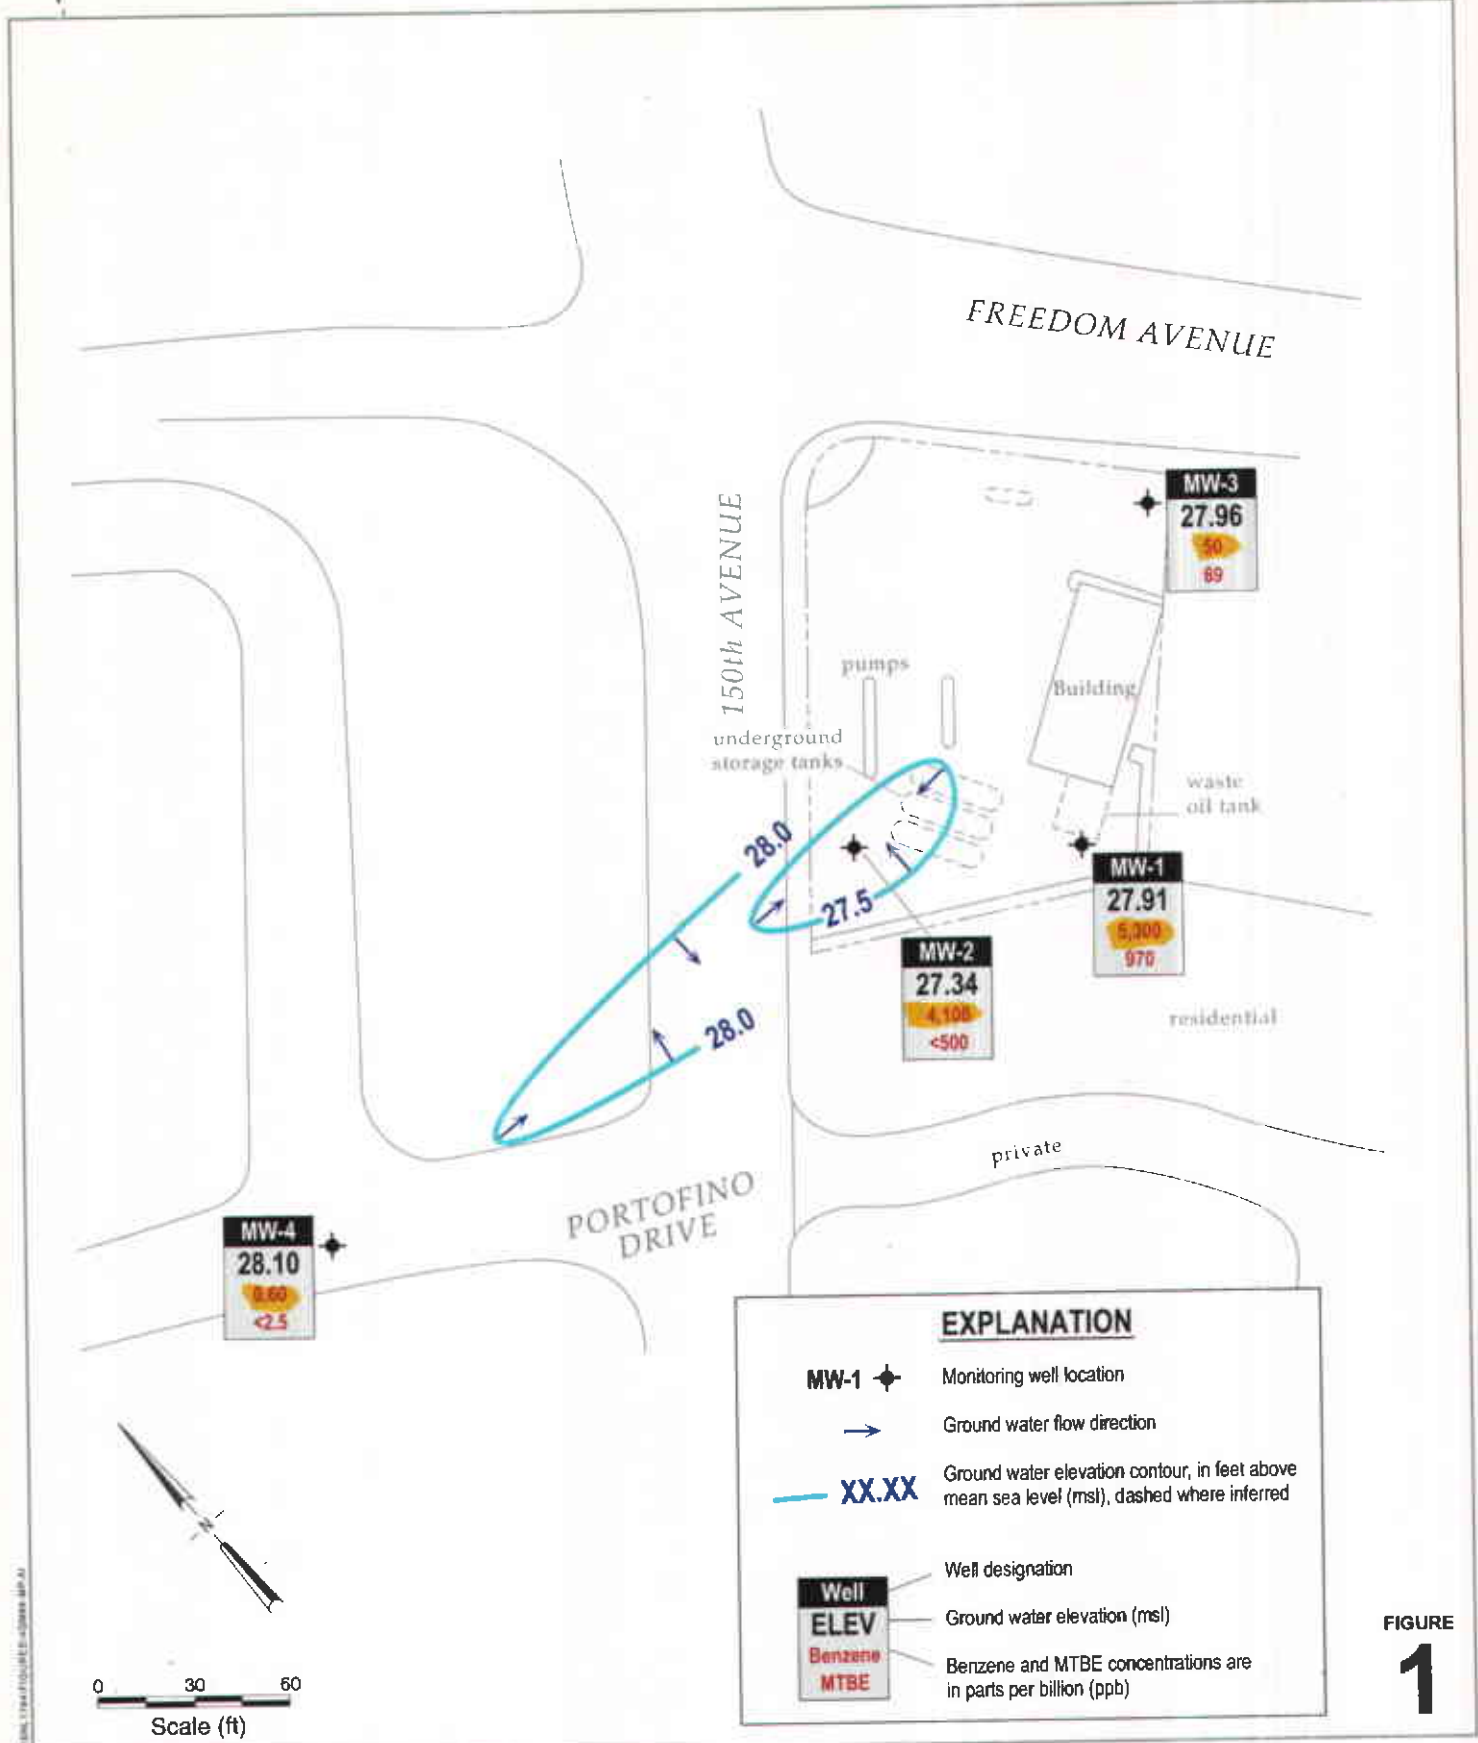 FREEDOM AVENUE
150th AVENUE
MW-3
27.96
50
69
pumps
Building
underground
storage tanks
waste
oil tank
28.0
27.5
MW-1
27.91
970
MW-2
27.34
<500
28.0
residential
private
PORTOFINO
DRIVE
MW-4
28.10
0.60
<2.5
N
0 30 60
Scale (ft)
EXPLANATION
MW-1 Monitoring well location
Ground water flow direction
XX.XX Ground water elevation contour, in feet above
mean sea level (msl), dashed where inferred
Well
ELEV
Benzene
MTBE
Well designation
Ground water elevation (msl)
Benzene and MTBE concentrations are
in parts per billion (ppb)
FIGURE
1